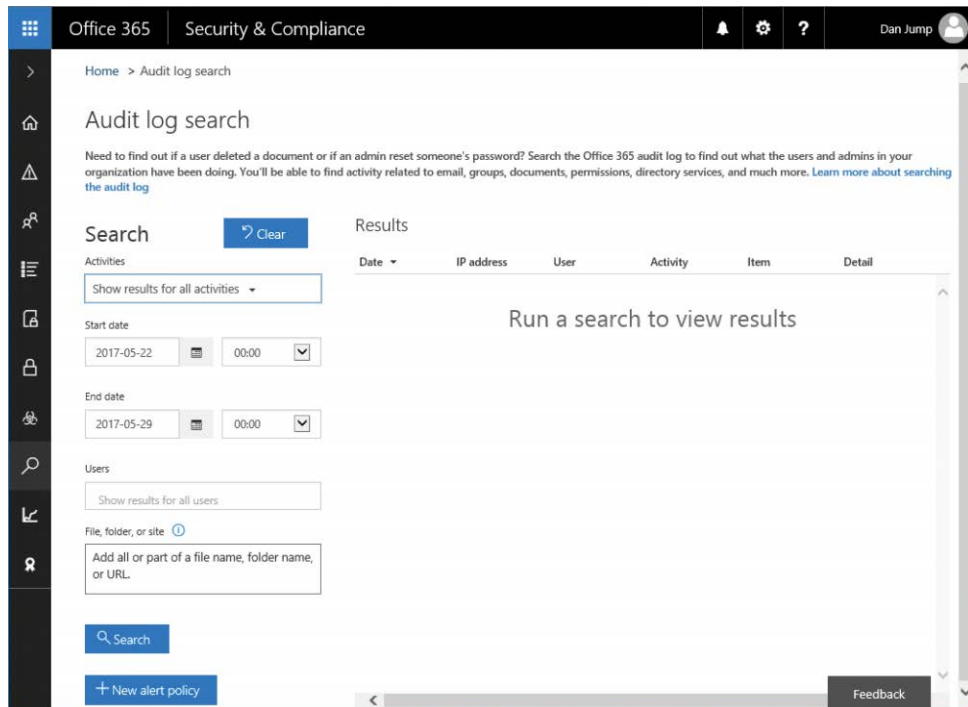 Office 365
Security & Compliance
?
Dan Jump
Home > Audit log search
Audit log search
Need to find out if a user deleted a document or if an admin reset someone's password? Search the Office 365 audit log to find out what the users and admins in your
organization have been doing. You'll be able to find activity related to email, groups, documents, permissions, directory services, and much more. Learn more about searching
the audit log
Search
Clear
Activities
Show results for all activities
Start date
2017-05-22
00:00
End date
2017-05-29
00:00
Users
Show results for all users
File, folder, or site
Add all or part of a file name, folder name,
or URL.
Search
+ New alert policy
Results
Date
IP address
User
Activity
Item
Detail
Run a search to view results
Feedback